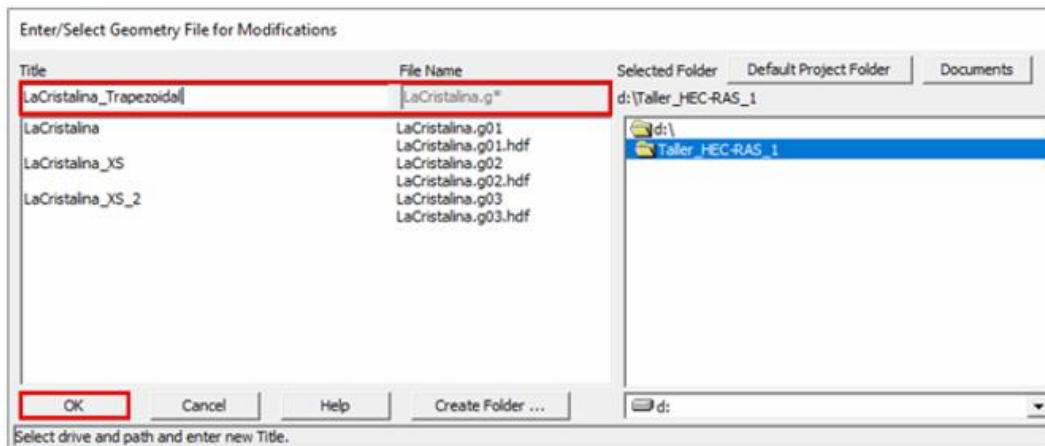 Enter/Select Geometry File for Modifications
Title File Name Selected Folder Default Project Folder Documents
LaCristalina_Trapezoidal LaCristalina.g* d:\Taller_HEC-RAS_1
LaCristalina LaCristalina.g01 d:\
LaCristalina.g01.hdf Taller_HEC-RAS_1
LaCristalina_XS LaCristalina.g02
LaCristalina.g02.hdf
LaCristalina_XS_2 LaCristalina.g03
LaCristalina.g03.hdf
OK Cancel Help Create Folder ... d:
Select drive and path and enter new Title.